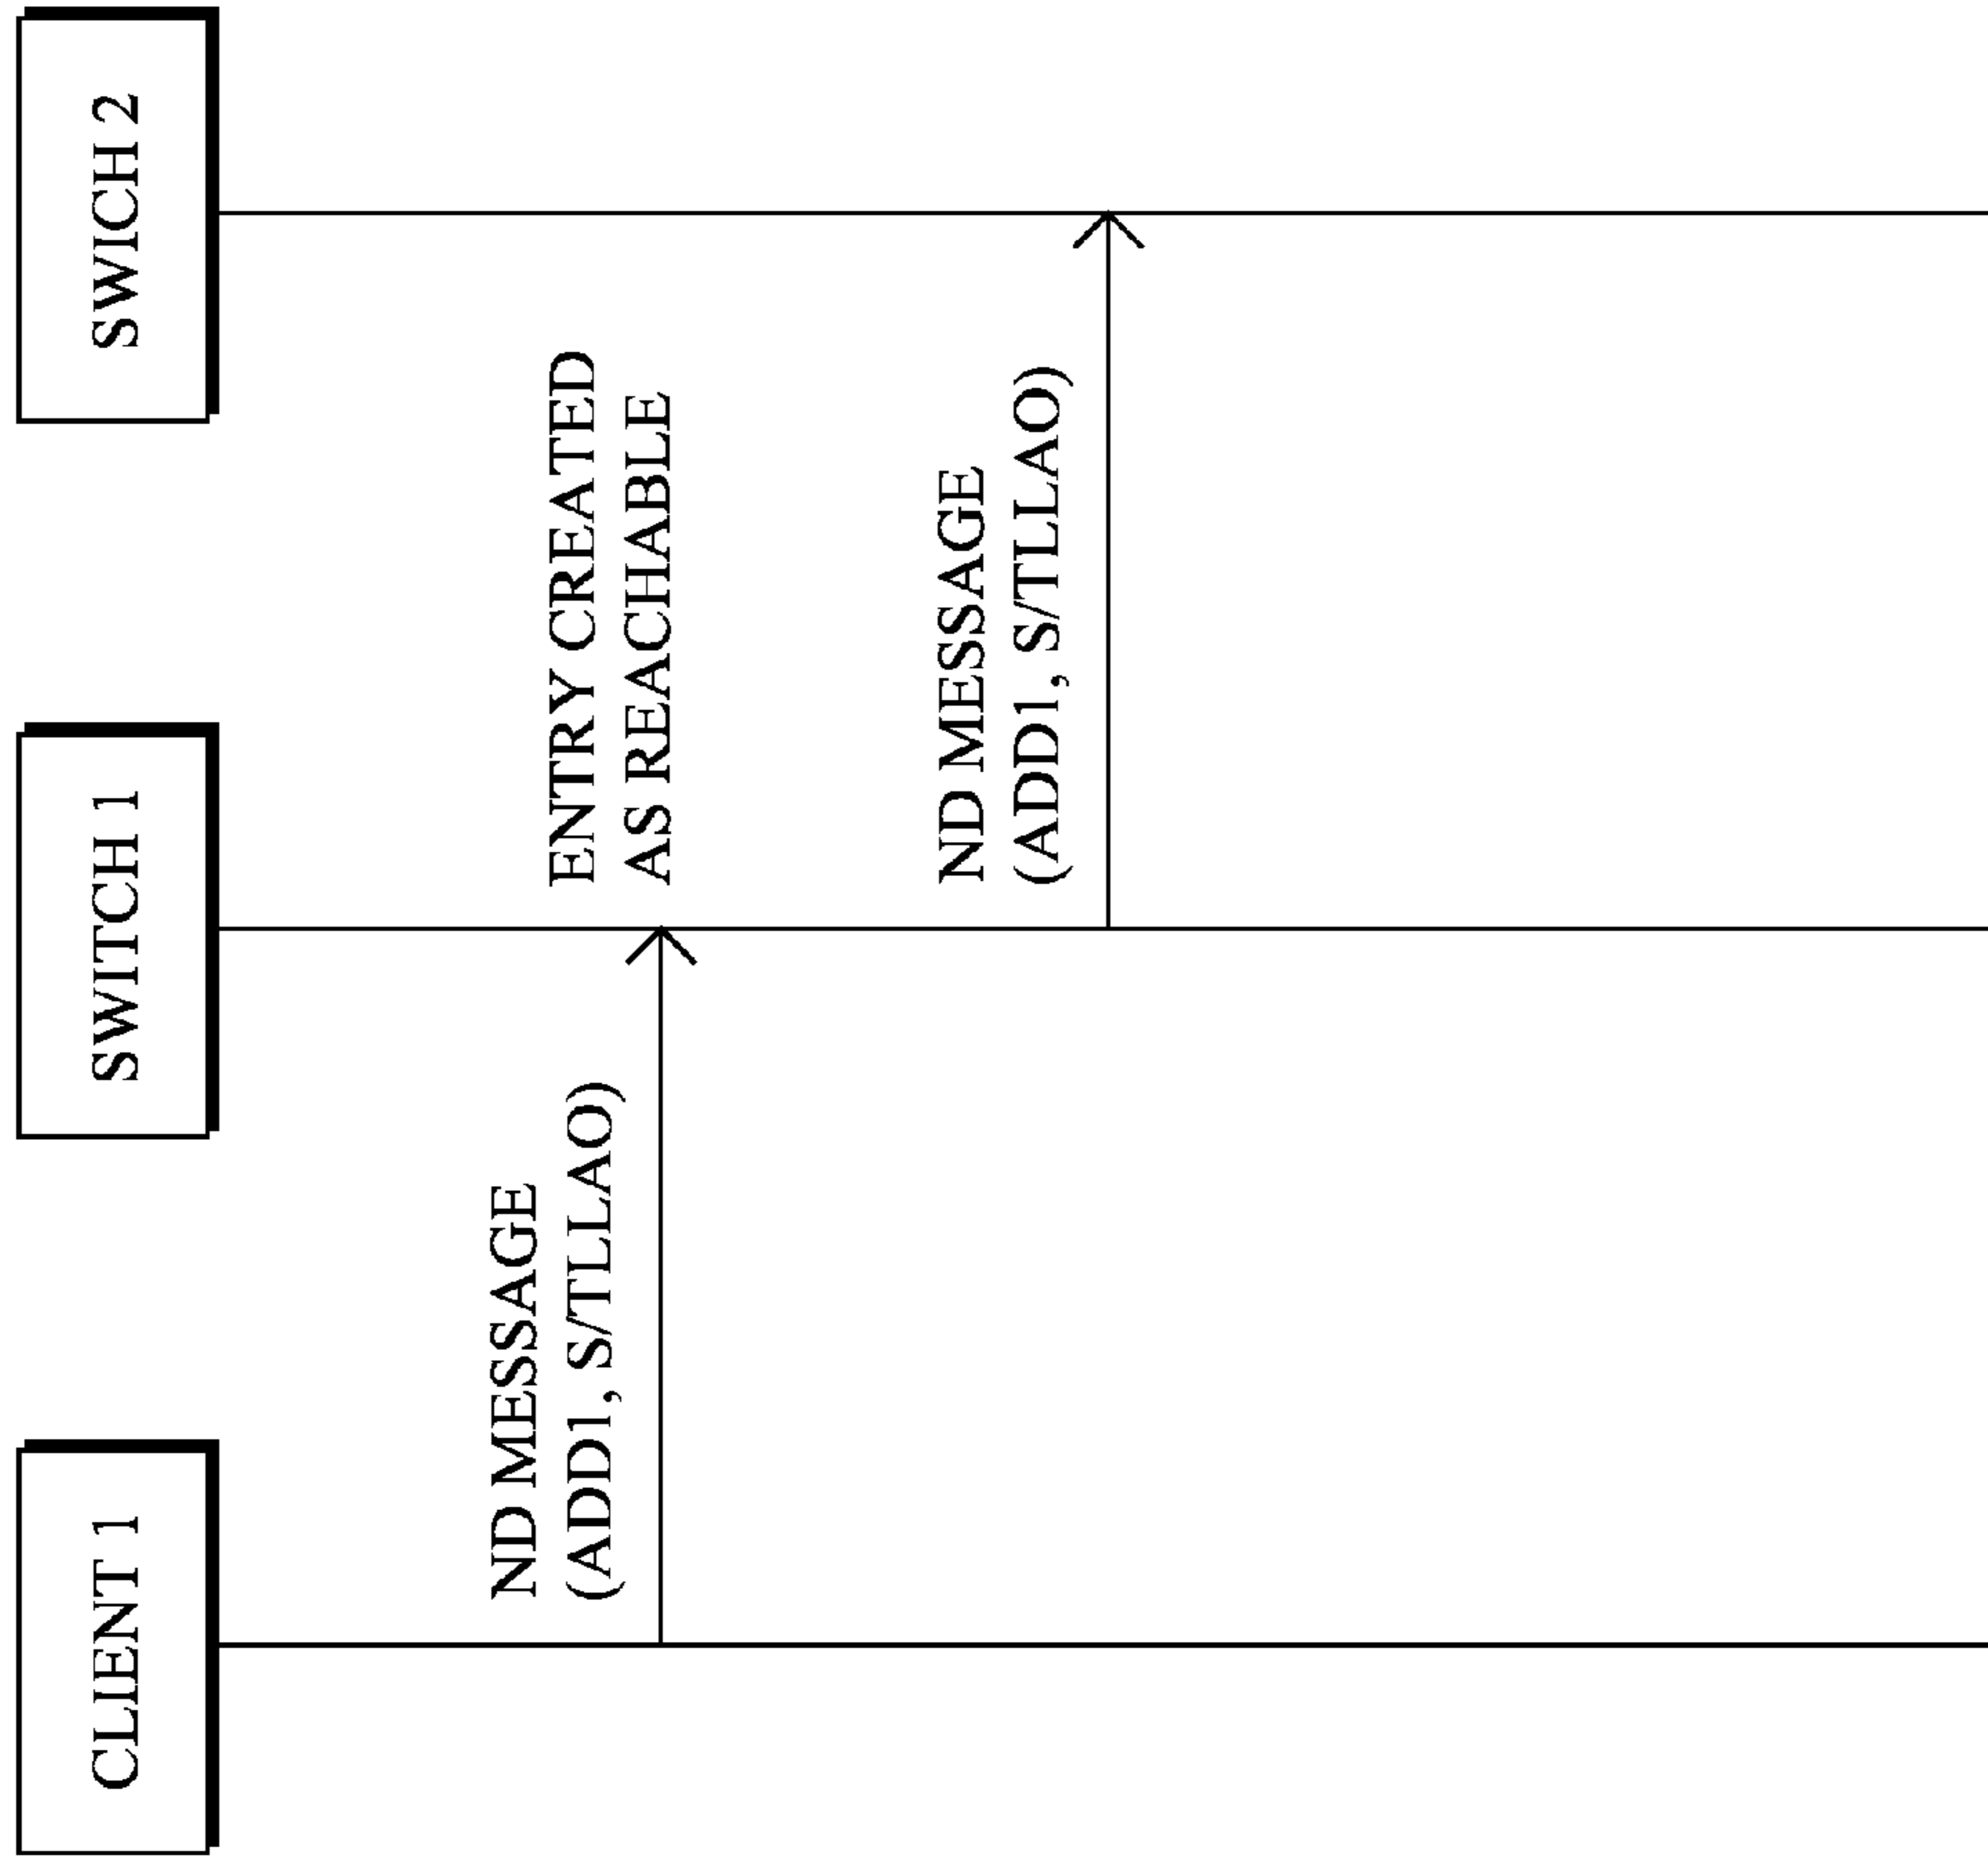 CLIENT 1
SWITCH 1
SWICH 2
ND MESSAGE
(ADD1, S/TLLAO)
ENTRY CREATED
AS REACHABLE
ND MESSAGE
(ADD1, S/TLLAO)